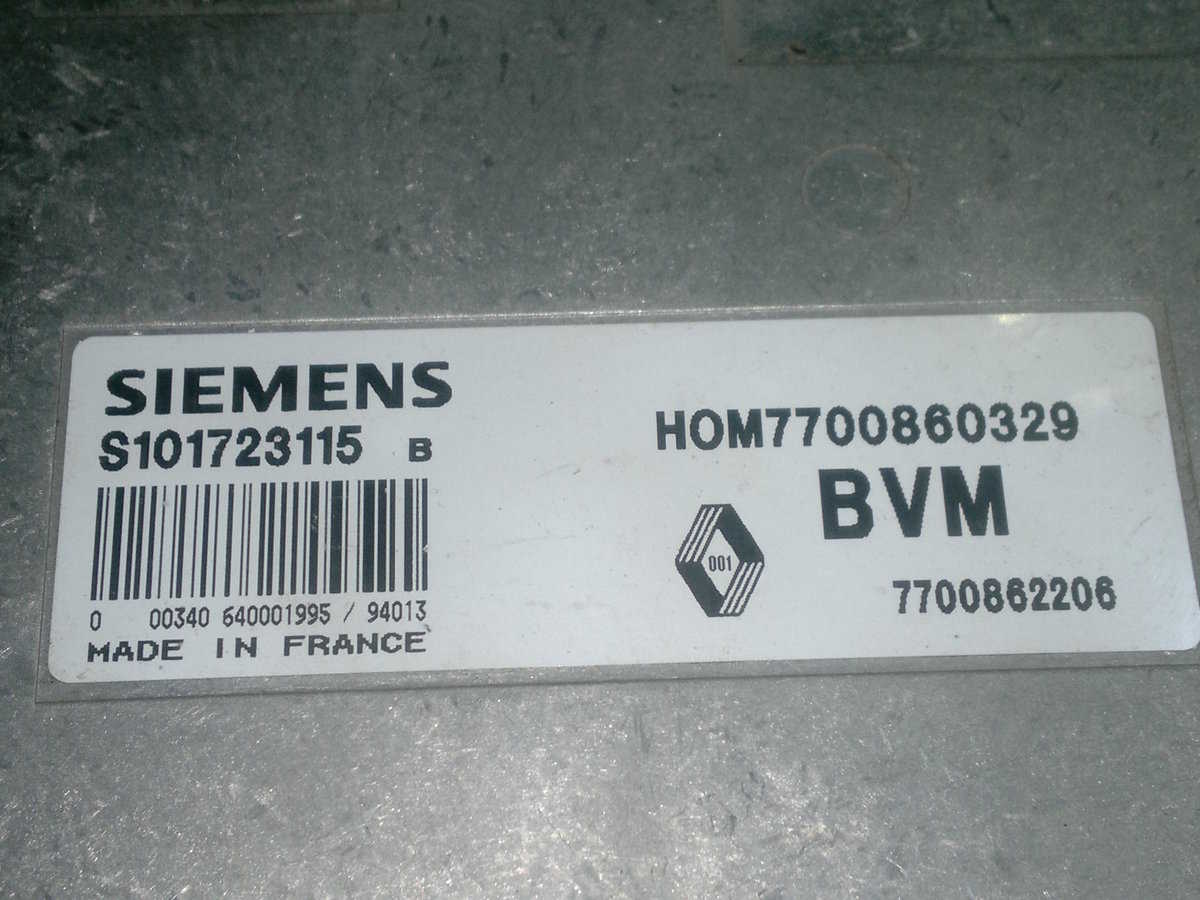 SIEMENS
S101723115 B
0 00340 640001995 / 94013
MADE IN FRANCE
HOM7700860329
BVM
001
7700862206